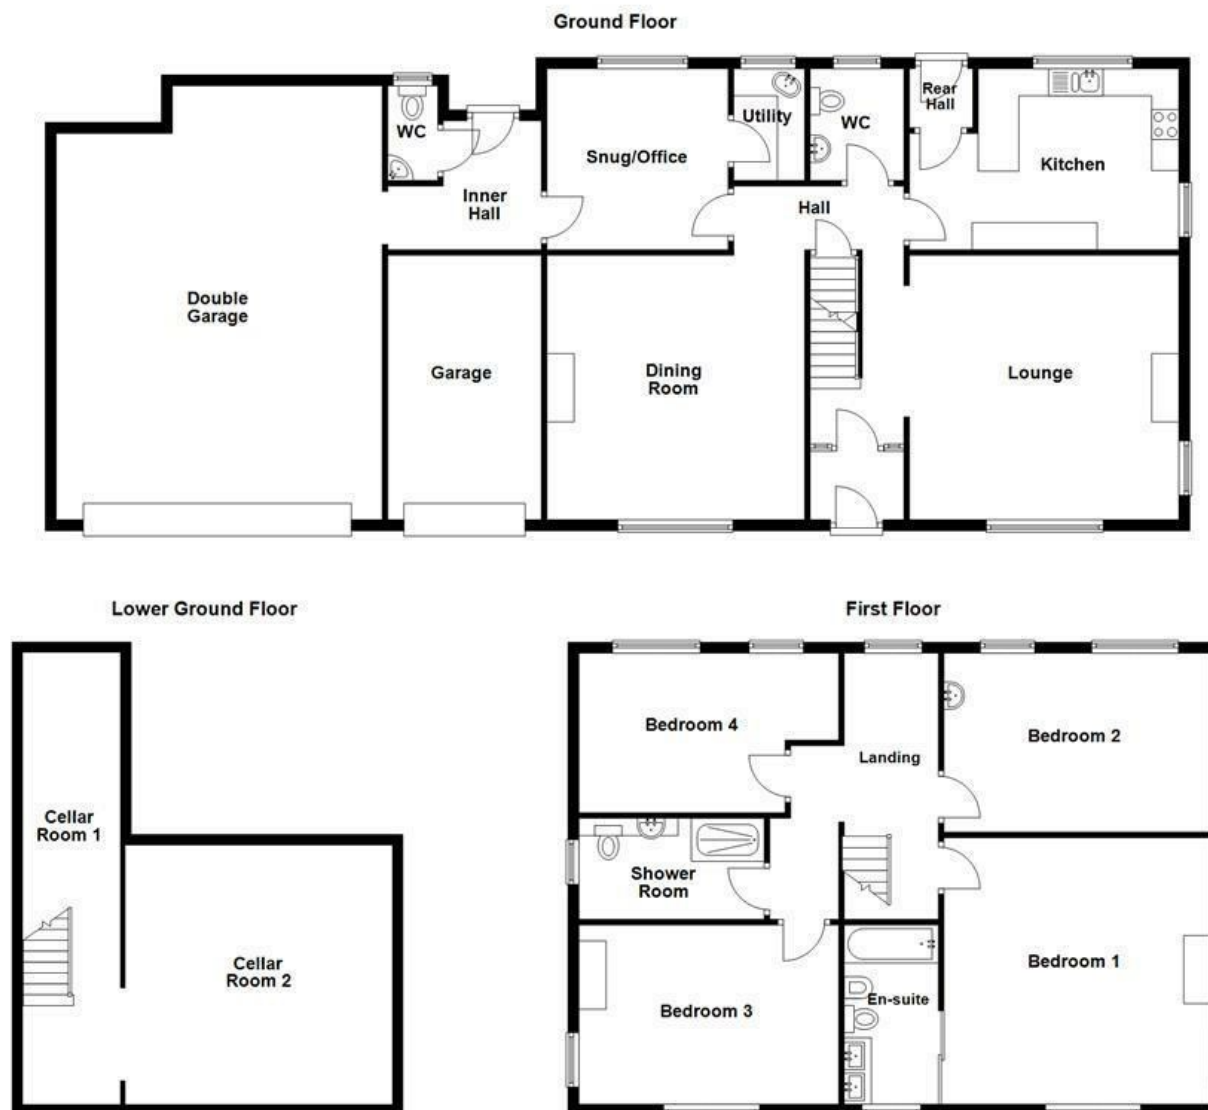 Ground Floor
WC
Rear
Hall
Utility
WC
Snug/Office
Kitchen
Inner
Hall
Hall
Double
Garage
Garage
Dining
Room
Lounge
Lower Ground Floor
First Floor
Bedroom 4
Bedroom 2
Landing
Cellar
Room 1
Shower
Room
Cellar
Room 2
Bedroom 1
En-suite
Bedroom 3